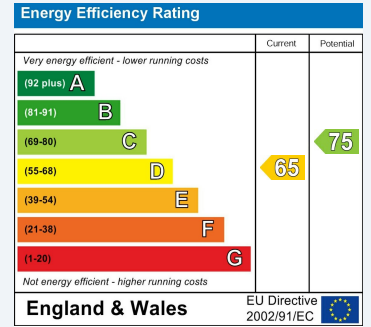 Energy Efficiency Rating
Current Potential
Very energy efficient - lower running costs
(92 plus) A
(81-91) B
(69-80) C 75
(55-68) D 65
(39-54) E
(21-38) F
(1-20) G
Not energy efficient - higher running costs
England & Wales
EU Directive
2002/91/EC